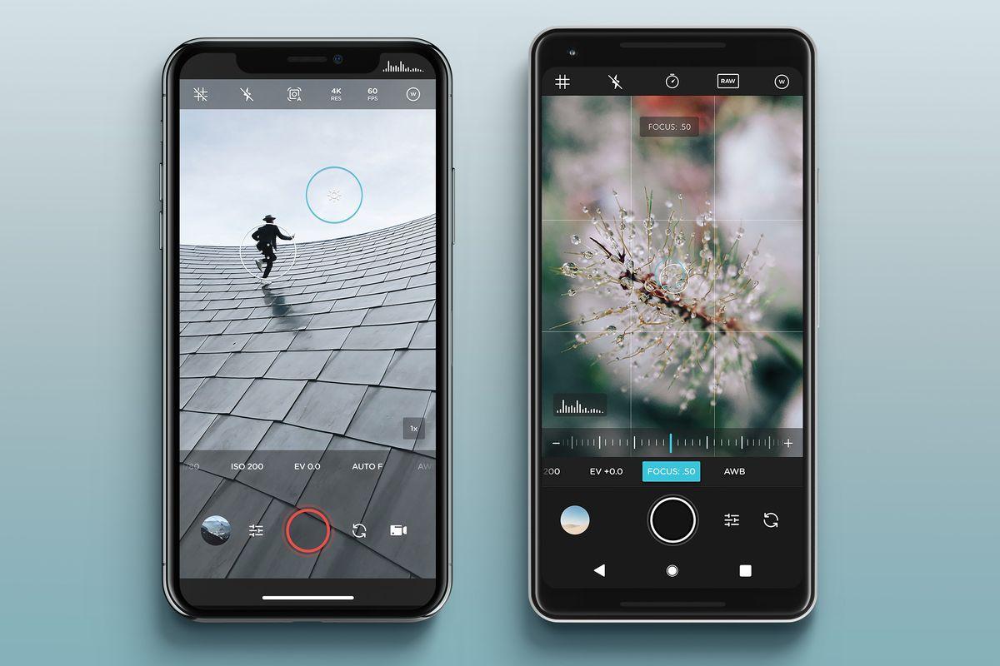 4K
RES
60
FPS
W
1x
ISO 200
EV 0.0
AUTO F
RAW
W
FOCUS: .50
200
EV +0.0
FOCUS: .50
AWB